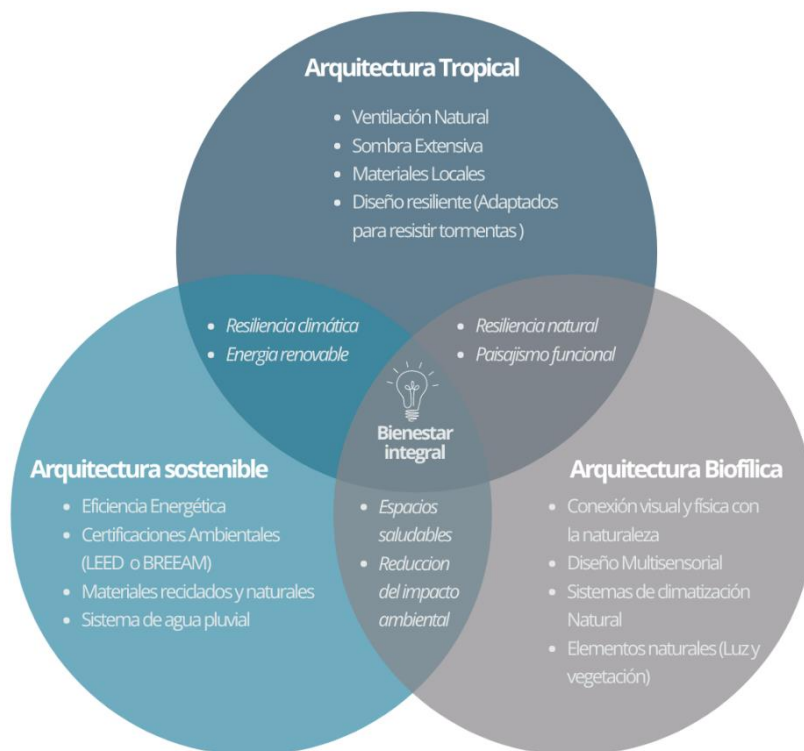 Arquitectura Tropical
• Ventilación Natural
• Sombra Extensiva
• Materiales Locales
• Diseño resiliente (Adaptados
para resistir tormentas )
• Resiliencia climática
• Energia renovable
• Resiliencia natural
• Paisajismo funcional
Bienestar
integral
Arquitectura sostenible
• Eficiencia Energética
• Certificaciones Ambientales
(LEED o BREEAM)
• Materiales reciclados y naturales
• Sistema de agua pluvial
• Espacios
saludables
• Reduccion
del impacto
ambiental
Arquitectura Biofílica
• Conexión visual y física con
la naturaleza
• Diseño Multisensorial
• Sistemas de climatización
Natural
• Elementos naturales (Luz y
vegetación)